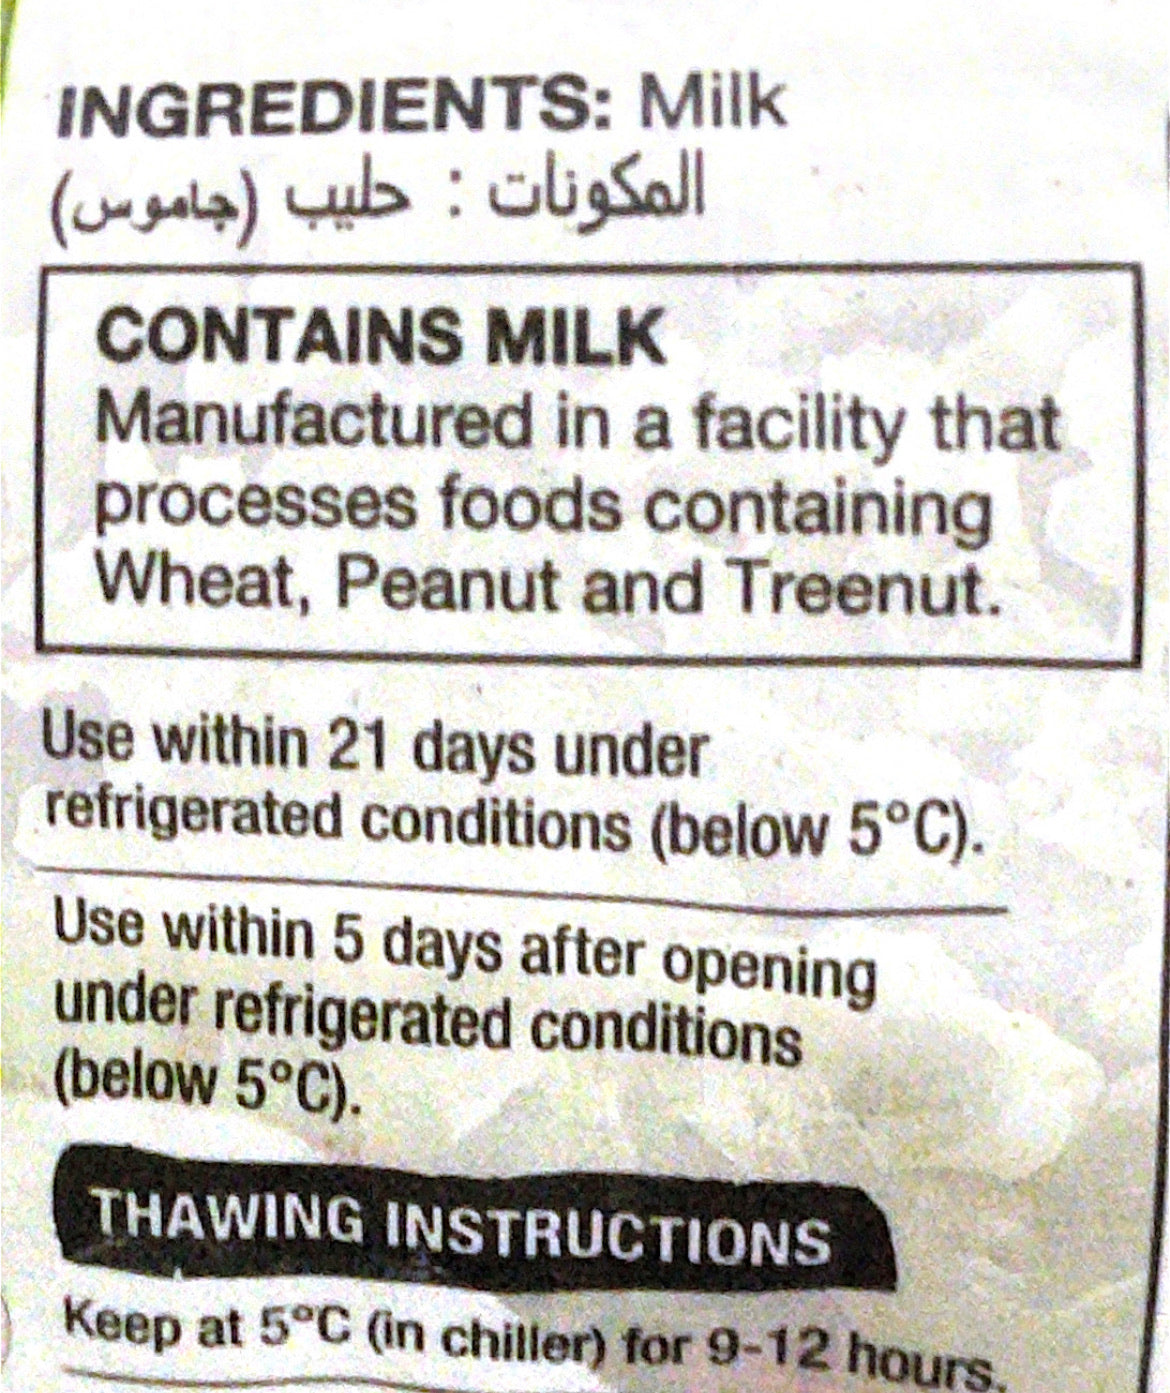 INGREDIENTS: Milk
المكونات : حليب (جاموس)
CONTAINS MILK
Manufactured in a facility that
processes foods containing
Wheat, Peanut and Treenut.
Use within 21 days under
refrigerated conditions (below 5°C).
Use within 5 days after opening
under refrigerated conditions
(below 5°C).
THAWING INSTRUCTIONS
Keep at 5°C (in chiller) for 9-12 hours.